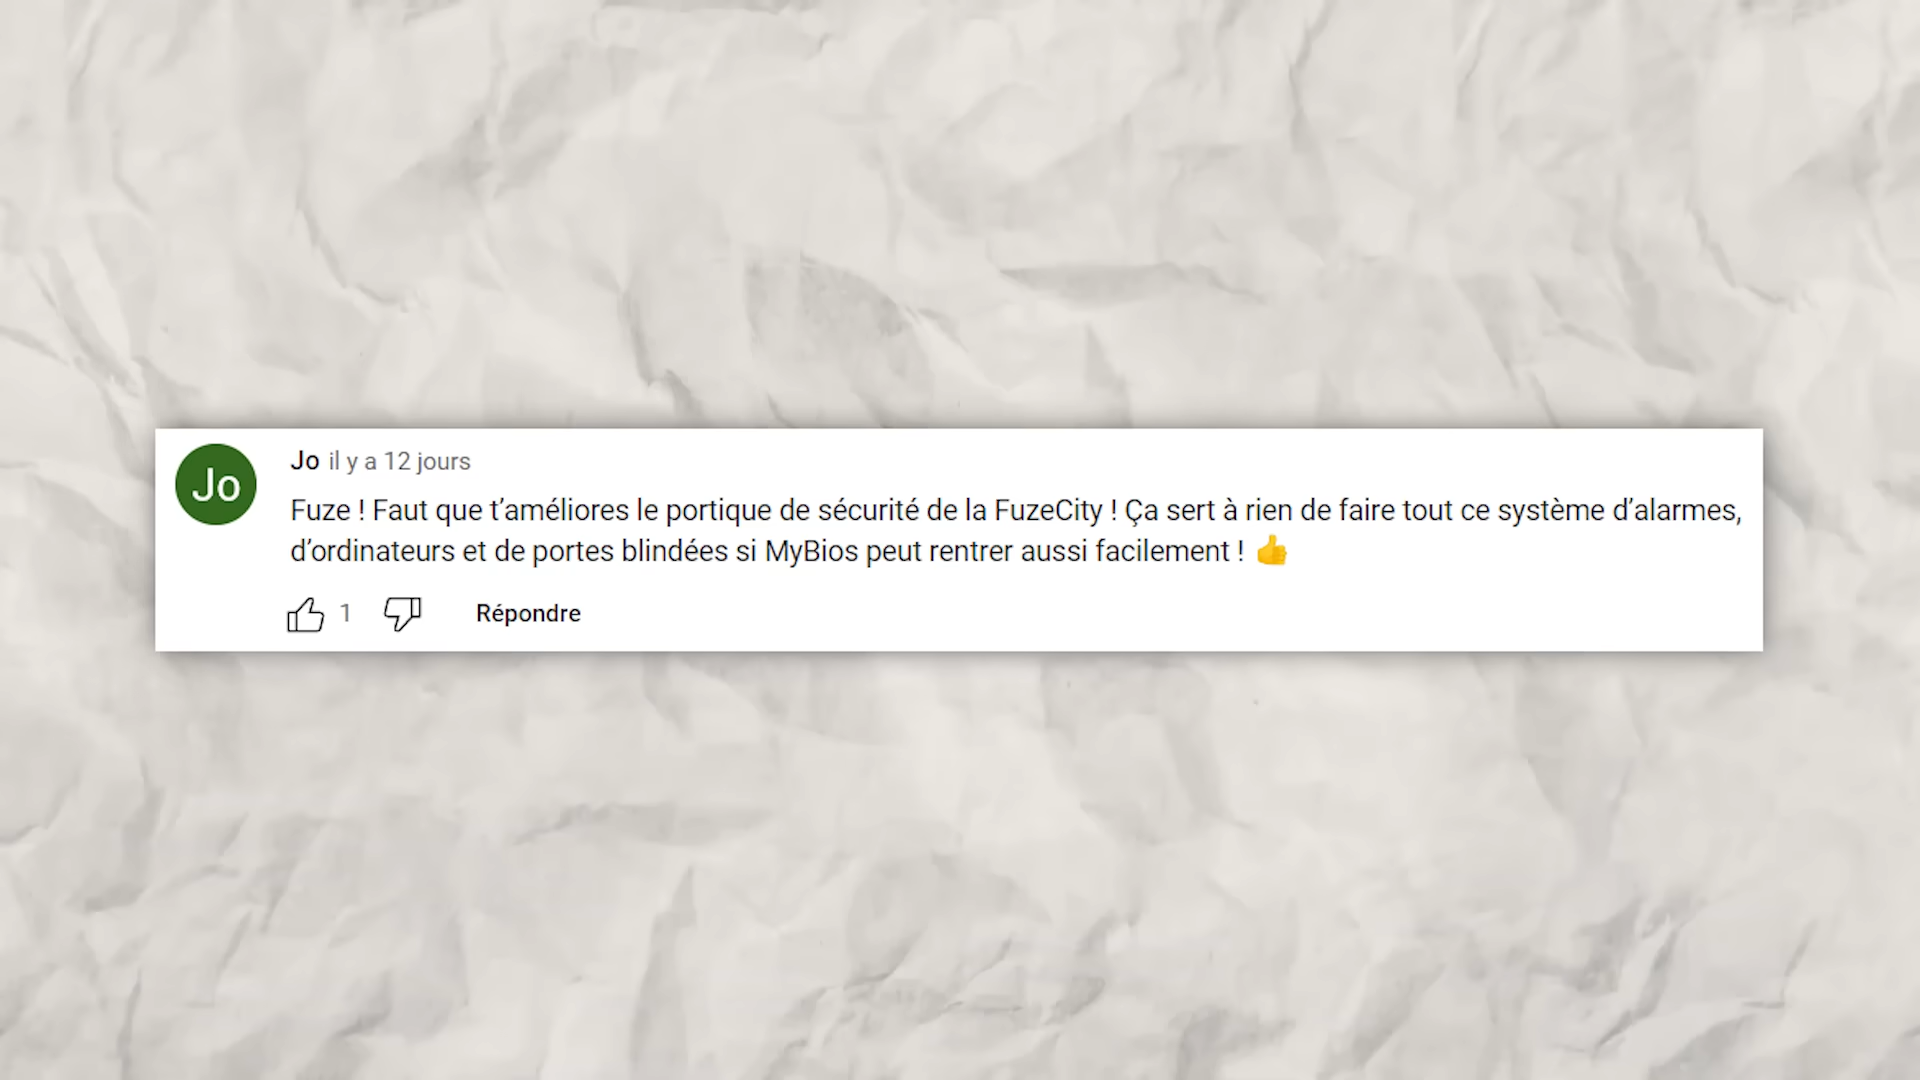 Jo
Jo il y a 12 jours
Fuze ! Faut que t’améliores le portique de sécurité de la FuzeCity ! Ça sert à rien de faire tout ce système d’alarmes,
d’ordinateurs et de portes blindées si MyBios peut rentrer aussi facilement ! 👍
1 Répondre